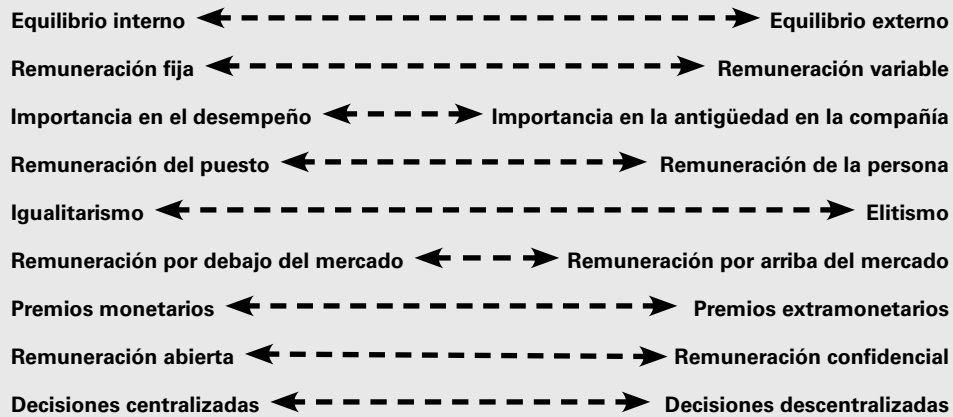 Equilibrio interno Equilibrio externo
Remuneración fija Remuneración variable
Importancia en el desempeño Importancia en la antigüedad en la compañía
Remuneración del puesto Remuneración de la persona
Igualitarismo Elitismo
Remuneración por debajo del mercado Remuneración por arriba del mercado
Premios monetarios Premios extramonetarios
Remuneración abierta Remuneración confidencial
Decisiones centralizadas Decisiones descentralizadas